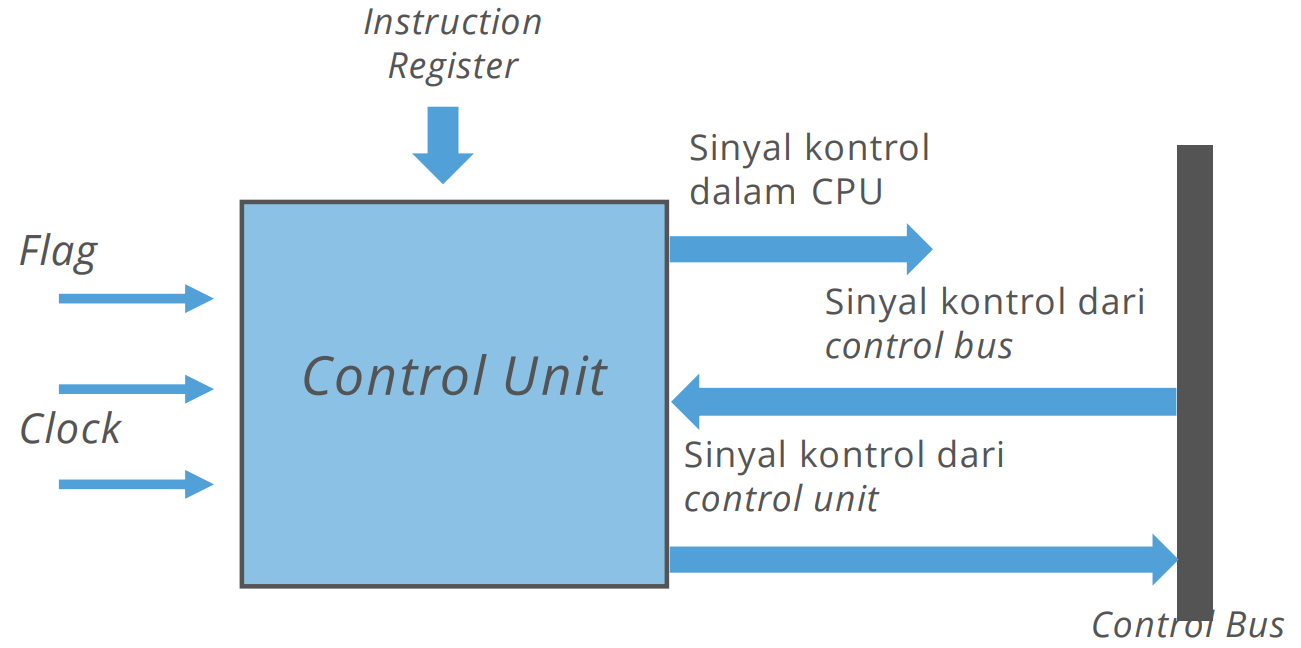 Instruction
Register
Sinyal kontrol
dalam CPU
Flag
Sinyal kontrol dari
control bus
Control Unit
Clock
Sinyal kontrol dari
control unit
Control Bus